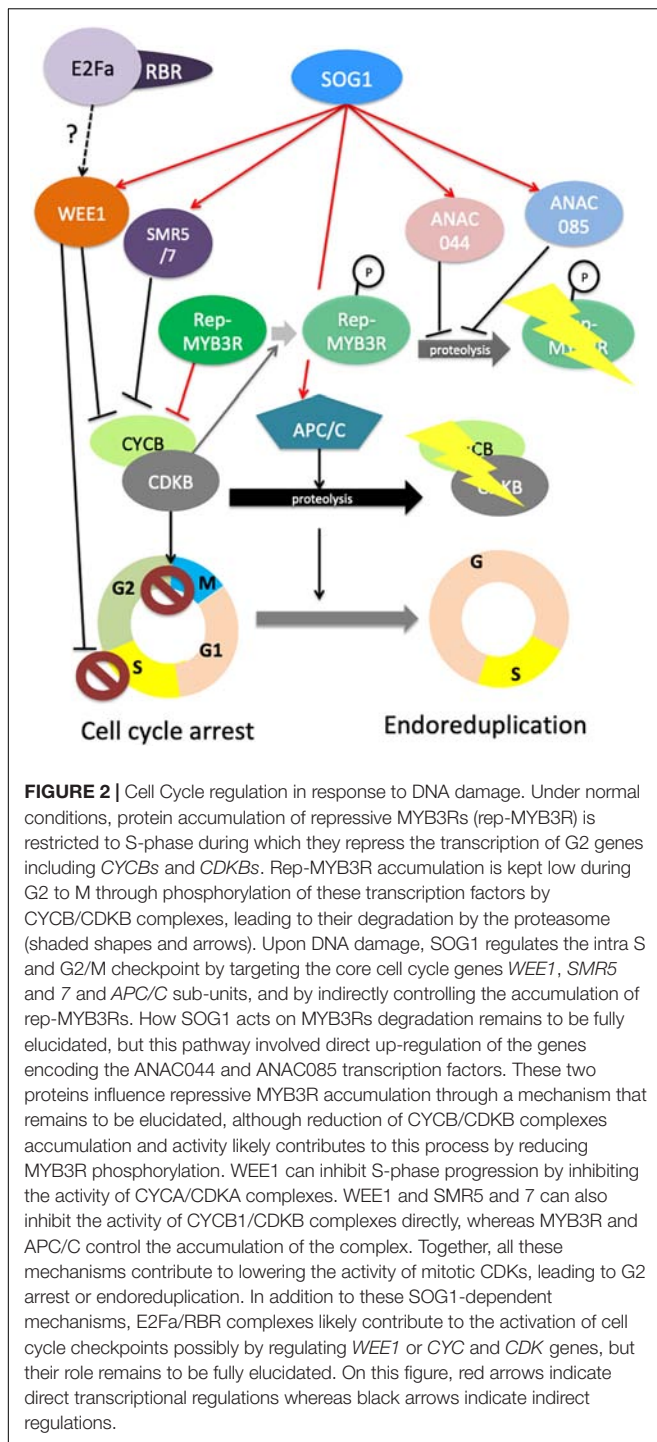 E2Fa
RBR
SOG1
?
WEE1
SMR5
/7
ANAC
044
ANAC
085
P
P
Rep-
MYB3R
Rep-
MYB3R
proteolysis
MY
R
CYCB
CDKB
APC/C
proteolysis
CB
KB
G2
M
G1
S
G
S
Cell cycle arrest
Endoreduplication
FIGURE 2 | Cell Cycle regulation in response to DNA damage. Under normal
conditions, protein accumulation of repressive MYB3Rs (rep-MYB3R) is
restricted to S-phase during which they repress the transcription of G2 genes
including CYCBs and CDKBs. Rep-MYB3R accumulation is kept low during
G2 to M through phosphorylation of these transcription factors by
CYCB/CDKB complexes, leading to their degradation by the proteasome
(shaded shapes and arrows). Upon DNA damage, SOG1 regulates the intra S
and G2/M checkpoint by targeting the core cell cycle genes WEE1, SMR5
and 7 and APC/C sub-units, and by indirectly controlling the accumulation of
rep-MYB3Rs. How SOG1 acts on MYB3Rs degradation remains to be fully
elucidated, but this pathway involved direct up-regulation of the genes
encoding the ANAC044 and ANAC085 transcription factors. These two
proteins influence repressive MYB3R accumulation through a mechanism that
remains to be elucidated, although reduction of CYCB/CDKB complexes
accumulation and activity likely contributes to this process by reducing
MYB3R phosphorylation. WEE1 can inhibit S-phase progression by inhibiting
the activity of CYCA/CDKA complexes. WEE1 and SMR5 and 7 can also
inhibit the activity of CYCB1/CDKB complexes directly, whereas MYB3R and
APC/C control the accumulation of the complex. Together, all these
mechanisms contribute to lowering the activity of mitotic CDKs, leading to G2
arrest or endoreduplication. In addition to these SOG1-dependent
mechanisms, E2Fa/RBR complexes likely contribute to the activation of cell
cycle checkpoints possibly by regulating WEE1 or CYC and CDK genes, but
their role remains to be fully elucidated. On this figure, red arrows indicate
direct transcriptional regulations whereas black arrows indicate indirect
regulations.